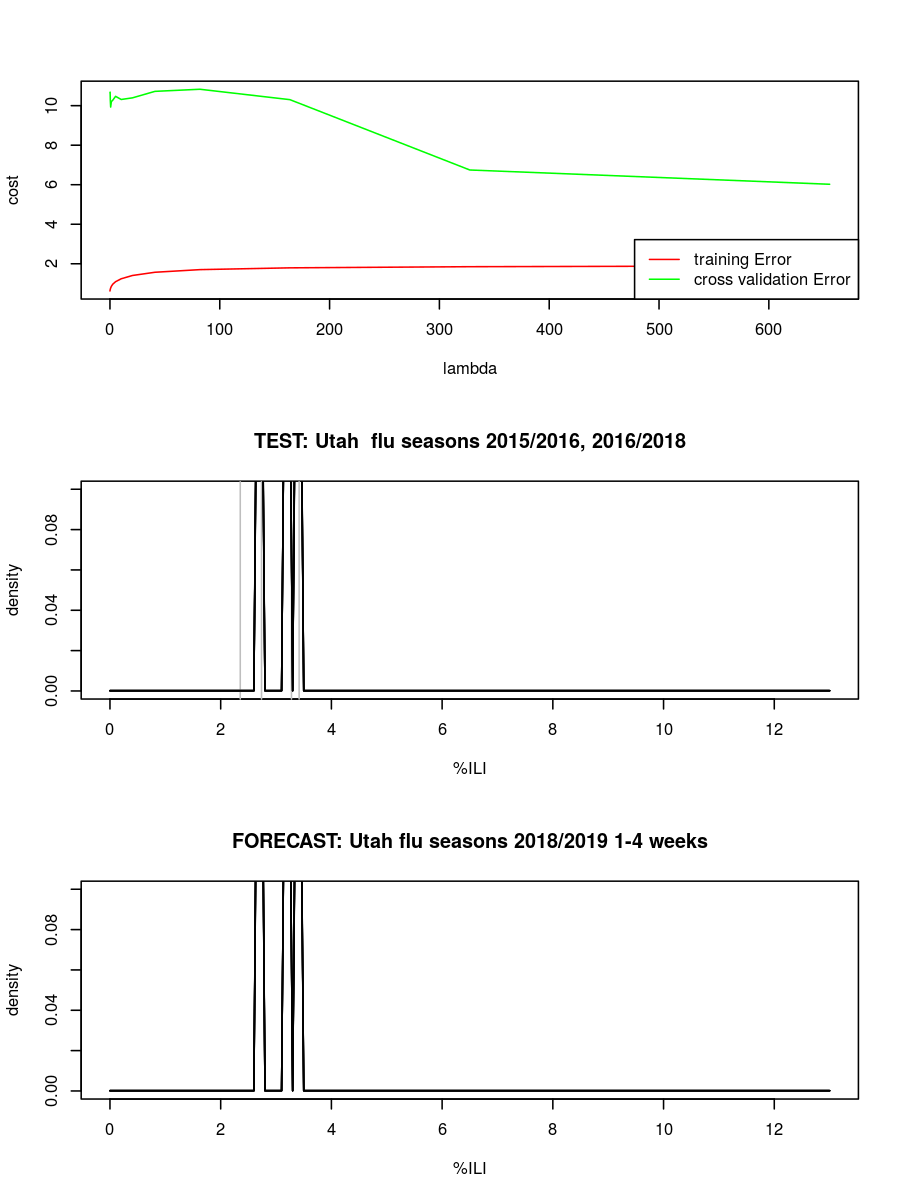 10
8
6
4
2
cost
training Error
cross validation Error
0 100 200 300 400 500 600
lambda
TEST: Utah  flu seasons 2015/2016, 2016/2018
0.08
0.04
0.00
density
0 2 4 6 8 10 12
%ILI
FORECAST: Utah flu seasons 2018/2019 1-4 weeks
0.08
0.04
0.00
density
0 2 4 6 8 10 12
%ILI